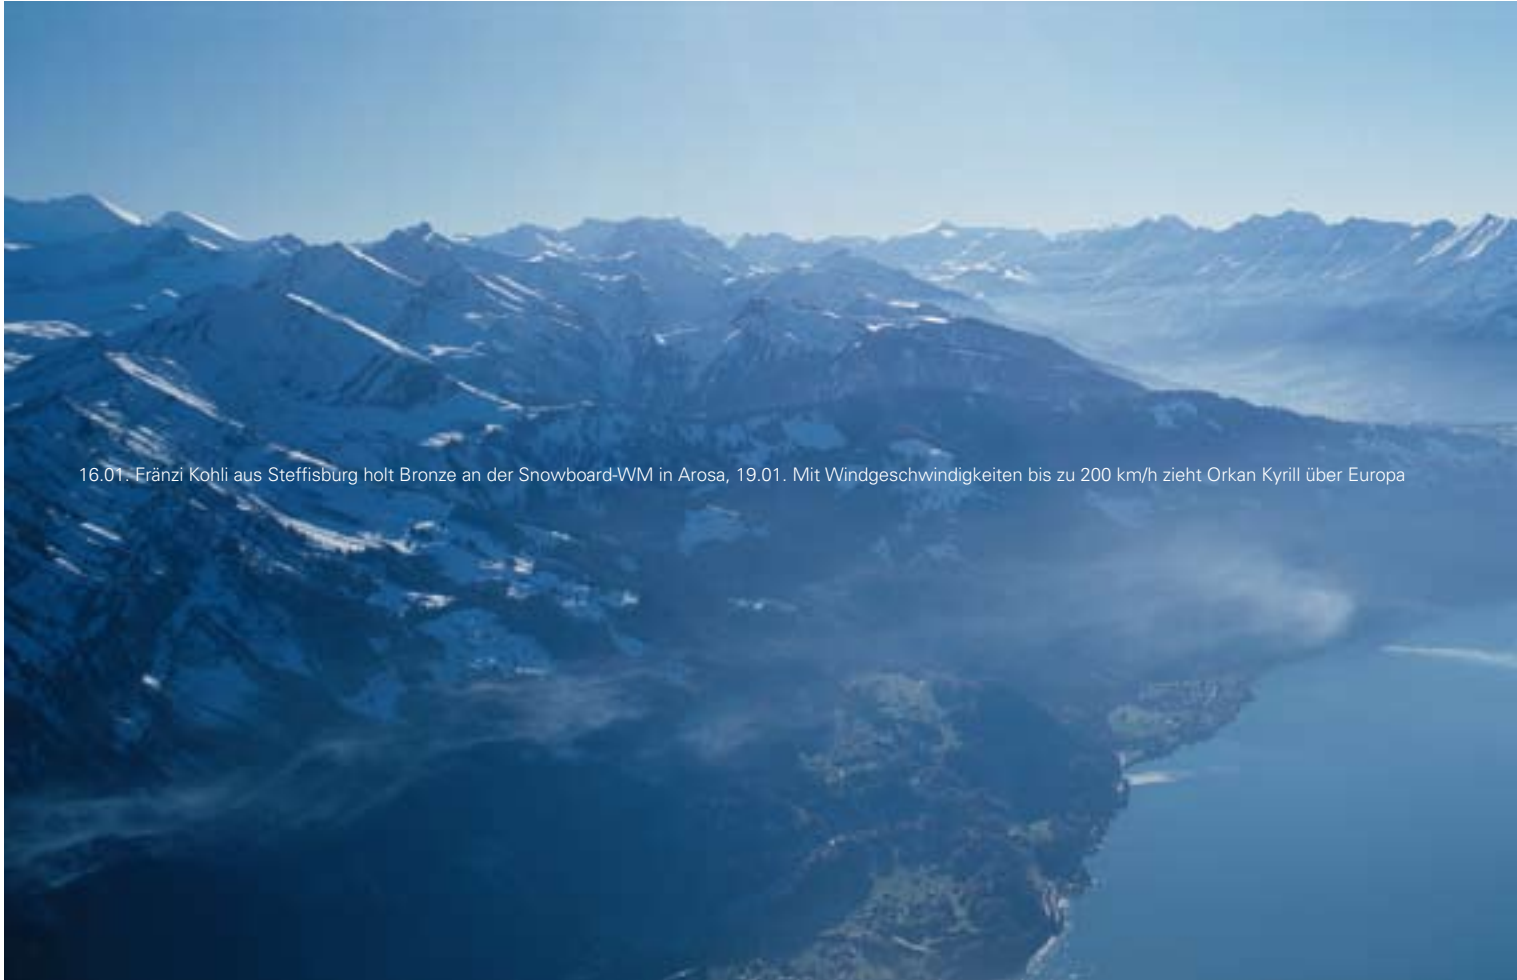 16.01. Fränzi Kohli aus Steffisburg holt Bronze an der Snowboard-WM in Arosa, 19.01. Mit Windgeschwindigkeiten bis zu 200 km/h zieht Orkan Kyrill über Europa